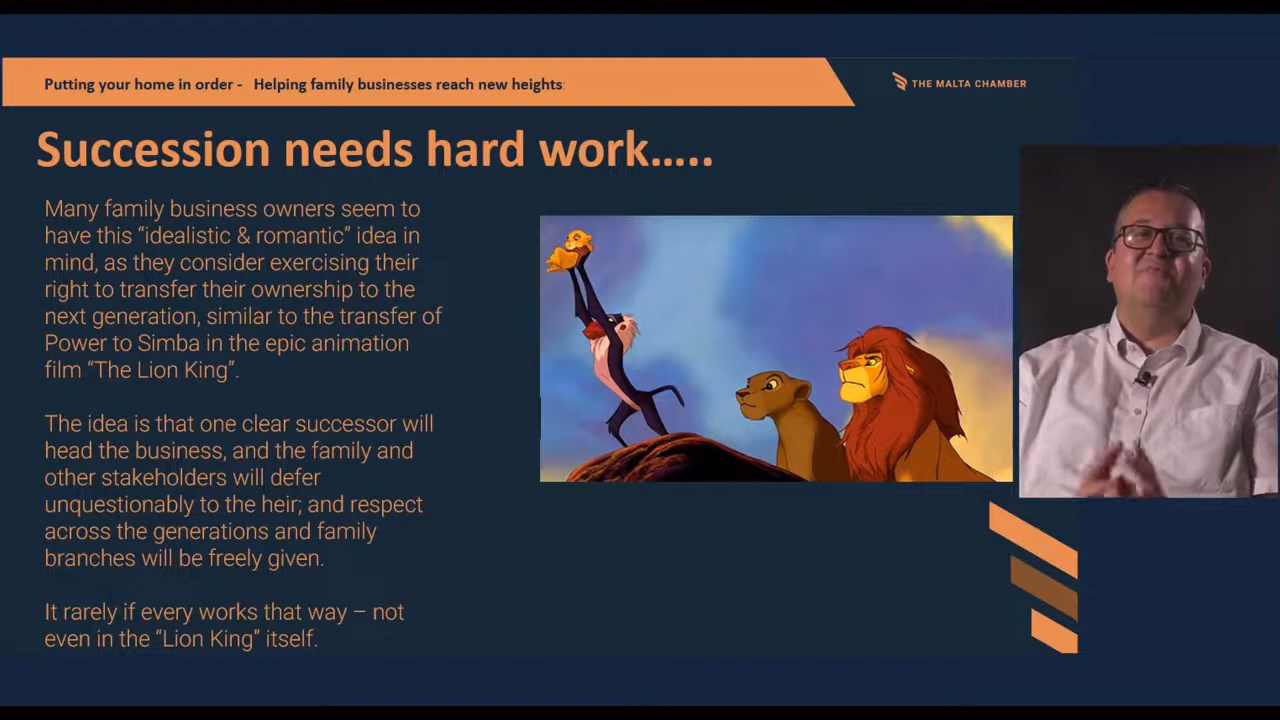 Putting your home in order -   Helping family businesses reach new heights:
THE MALTA CHAMBER
Succession needs hard work.....
Many family business owners seem to
have this “idealistic & romantic” idea in
mind, as they consider exercising their
right to transfer their ownership to the
next generation, similar to the transfer of
Power to Simba in the epic animation
film “The Lion King”.
The idea is that one clear successor will
head the business, and the family and
other stakeholders will defer
unquestionably to the heir; and respect
across the generations and family
branches will be freely given.
It rarely if every works that way – not
even in the “Lion King” itself.